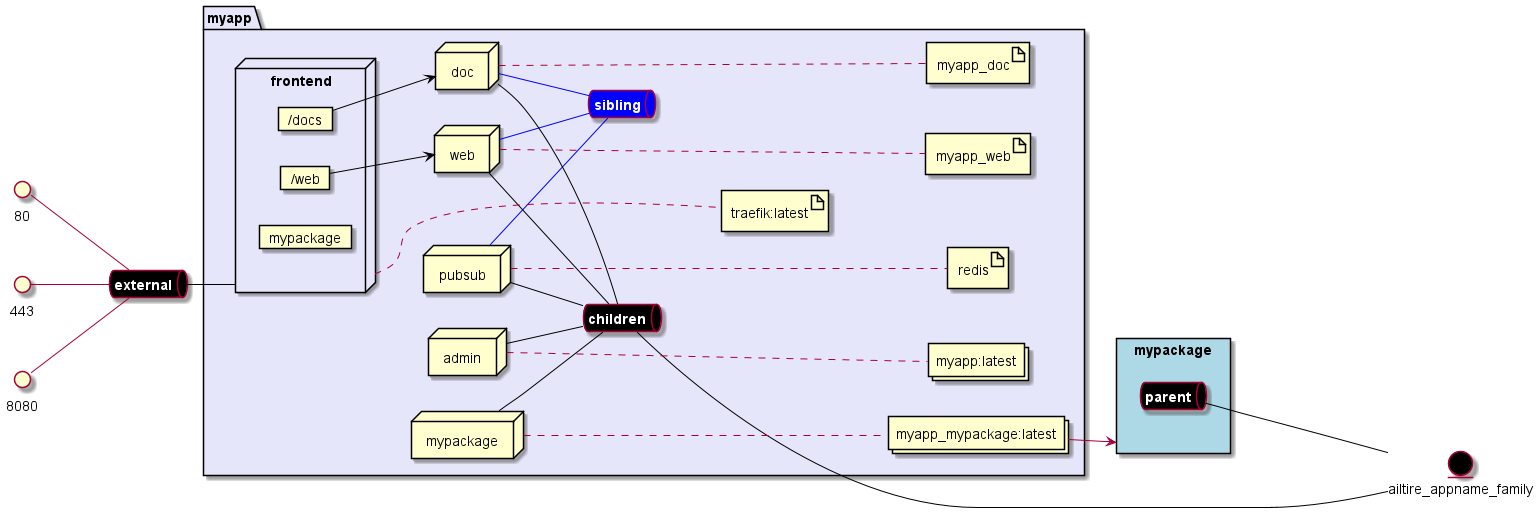 myapp
frontend
/docs
/web
mypackage
doc
web
pubsub
admin
mypackage
sibling
children
myapp_doc
myapp_web
traefik:latest
redis
myapp:latest
myapp_mypackage:latest
80
443
8080
external
mypackage
parent
ailtire_appname_family